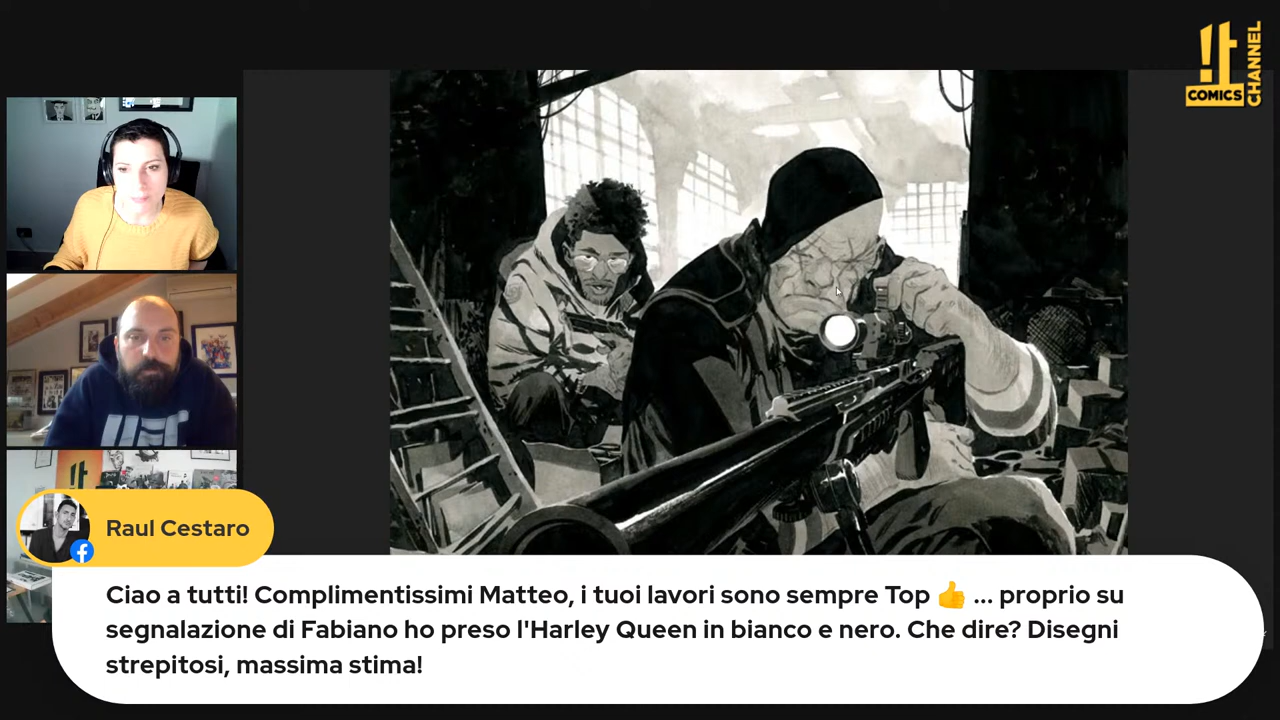 !t
COMICS
CHANNEL
Raul Cestaro
Ciao a tutti! Complimentissimi Matteo, i tuoi lavori sono sempre Top 👍 ... proprio su
segnalazione di Fabiano ho preso l'Harley Queen in bianco e nero. Che dire? Disegni
strepitosi, massima stima!